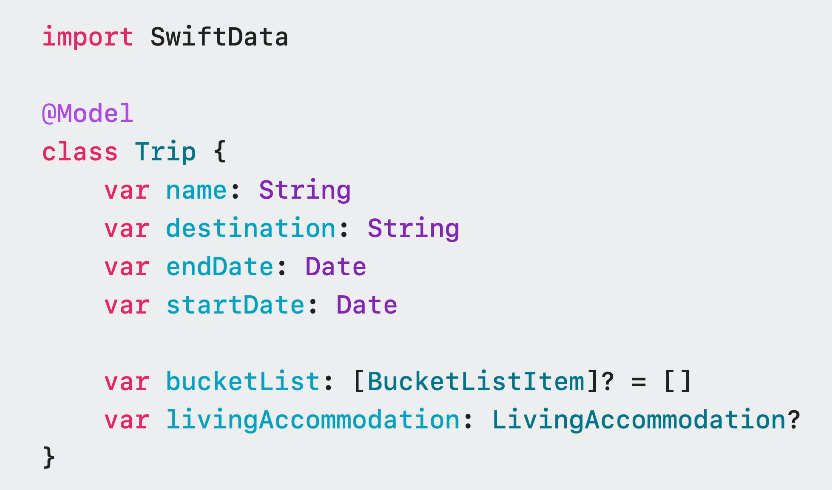 import SwiftData
@Model
class Trip {
    var name: String
    var destination: String
    var endDate: Date
    var startDate: Date
    var bucketList: [BucketListItem]? = []
    var livingAccommodation: LivingAccommodation?
}